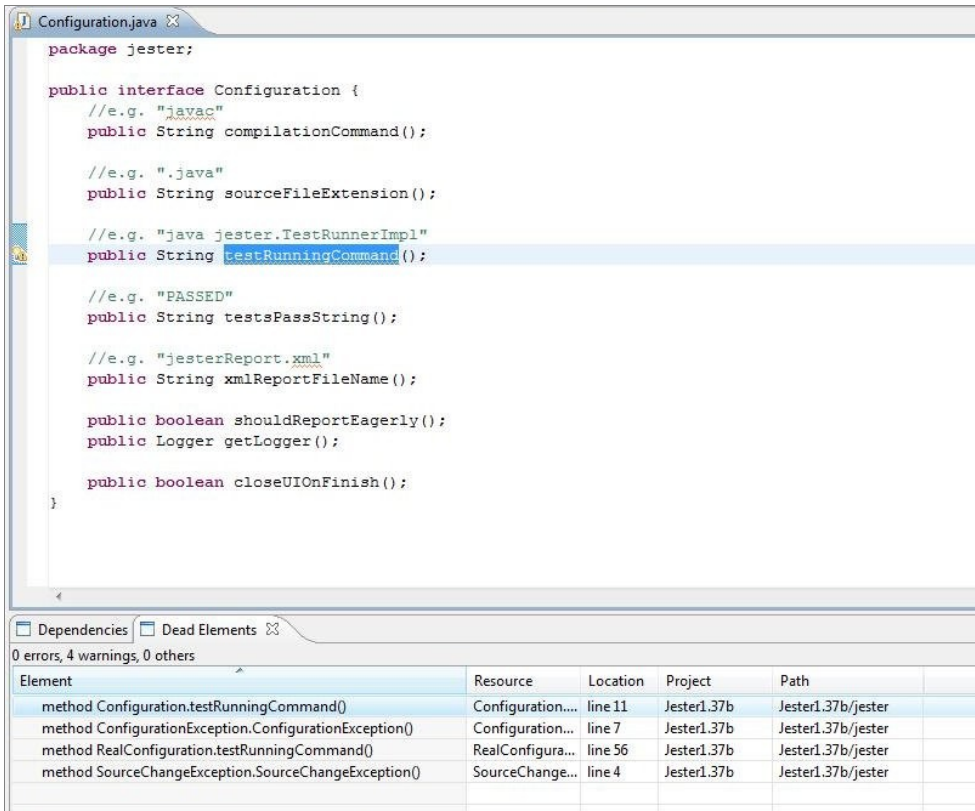 Configuration.java
package jester;
public interface Configuration {
//e.g. "javac"
public String compilationCommand();
//e.g. ".java"
public String sourceFileExtension();
//e.g. "java jester.TestRunnerImpl"
public String testRunningCommand();
//e.g. "PASSED"
public String testsPassString();
//e.g. "jesterReport.xml"
public String xmlReportFileName();
public boolean shouldReportEagerly();
public Logger getLogger();
public boolean closeUIOnFinish();
}
Dependencies Dead Elements
0 errors, 4 warnings, 0 others
Element Resource Location Project Path
method Configuration.testRunningCommand() Configuration.... line 11 Jester1.37b Jester1.37b/jester
method ConfigurationException.ConfigurationException() Configuration... line 7 Jester1.37b Jester1.37b/jester
method RealConfiguration.testRunningCommand() RealConfigura... line 56 Jester1.37b Jester1.37b/jester
method SourceChangeException.SourceChangeException() SourceChange... line 4 Jester1.37b Jester1.37b/jester